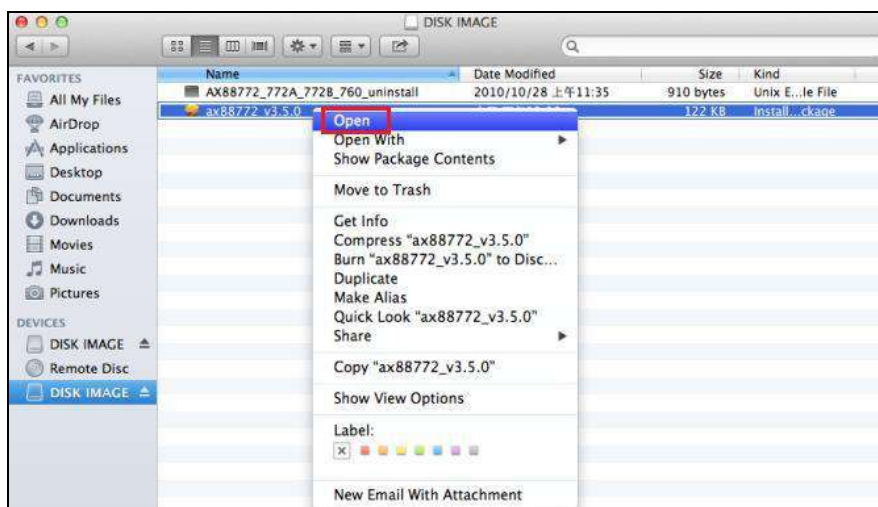 DISK IMAGE
FAVORITES
All My Files
AirDrop
Applications
Desktop
Documents
Downloads
Movies
Music
Pictures
DEVICES
DISK IMAGE
Remote Disc
DISK IMAGE
Name Date Modified Size Kind
AX88772_772A_772B_760_uninstall 2010/10/28 上午11:35 910 bytes Unix E...le File
ax88772_v3.5.0 122 KB Install...ckage
Open
Open With
Show Package Contents
Move to Trash
Get Info
Compress "ax88772_v3.5.0"
Burn "ax88772_v3.5.0" to Disc...
Duplicate
Make Alias
Quick Look "ax88772_v3.5.0"
Share
Copy "ax88772_v3.5.0"
Show View Options
Label:
New Email With Attachment